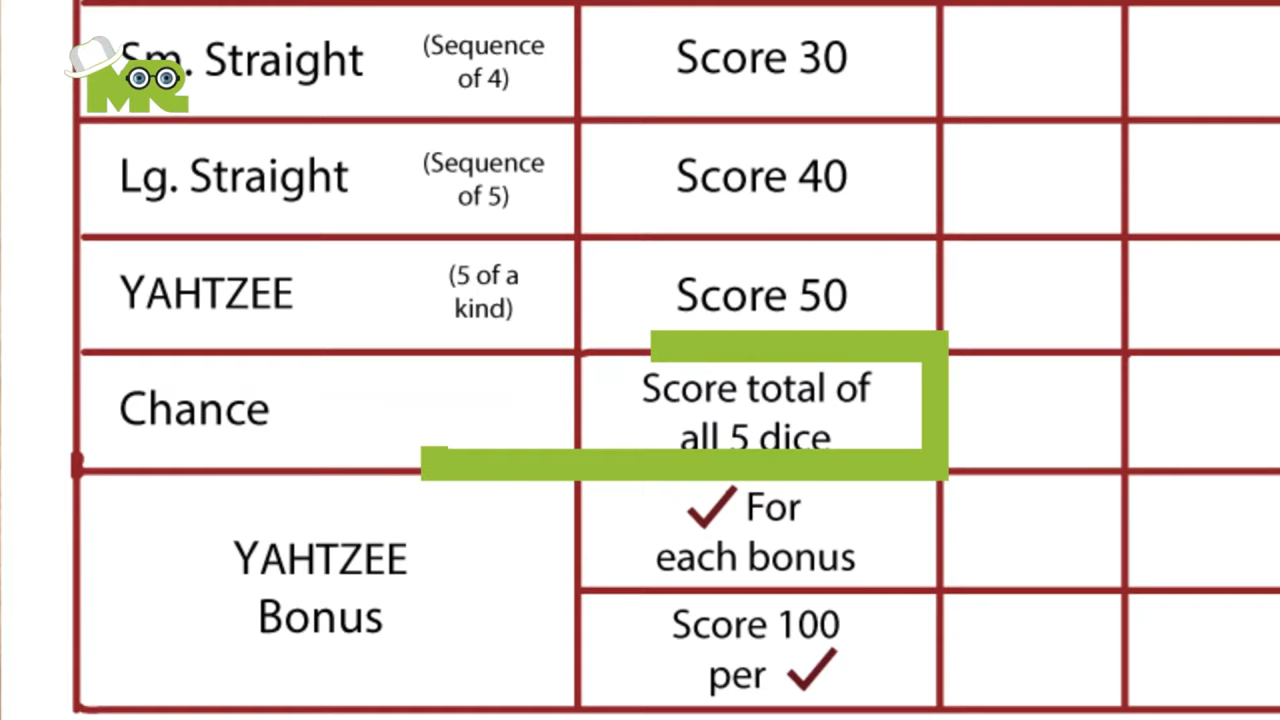 Sm. Straight (Sequence of 4) Score 30
MR
Lg. Straight (Sequence of 5) Score 40
YAHTZEE (5 of a kind) Score 50
Chance Score total of all 5 dice
YAHTZEE Bonus
✓ For
each bonus
Score 100
per ✓